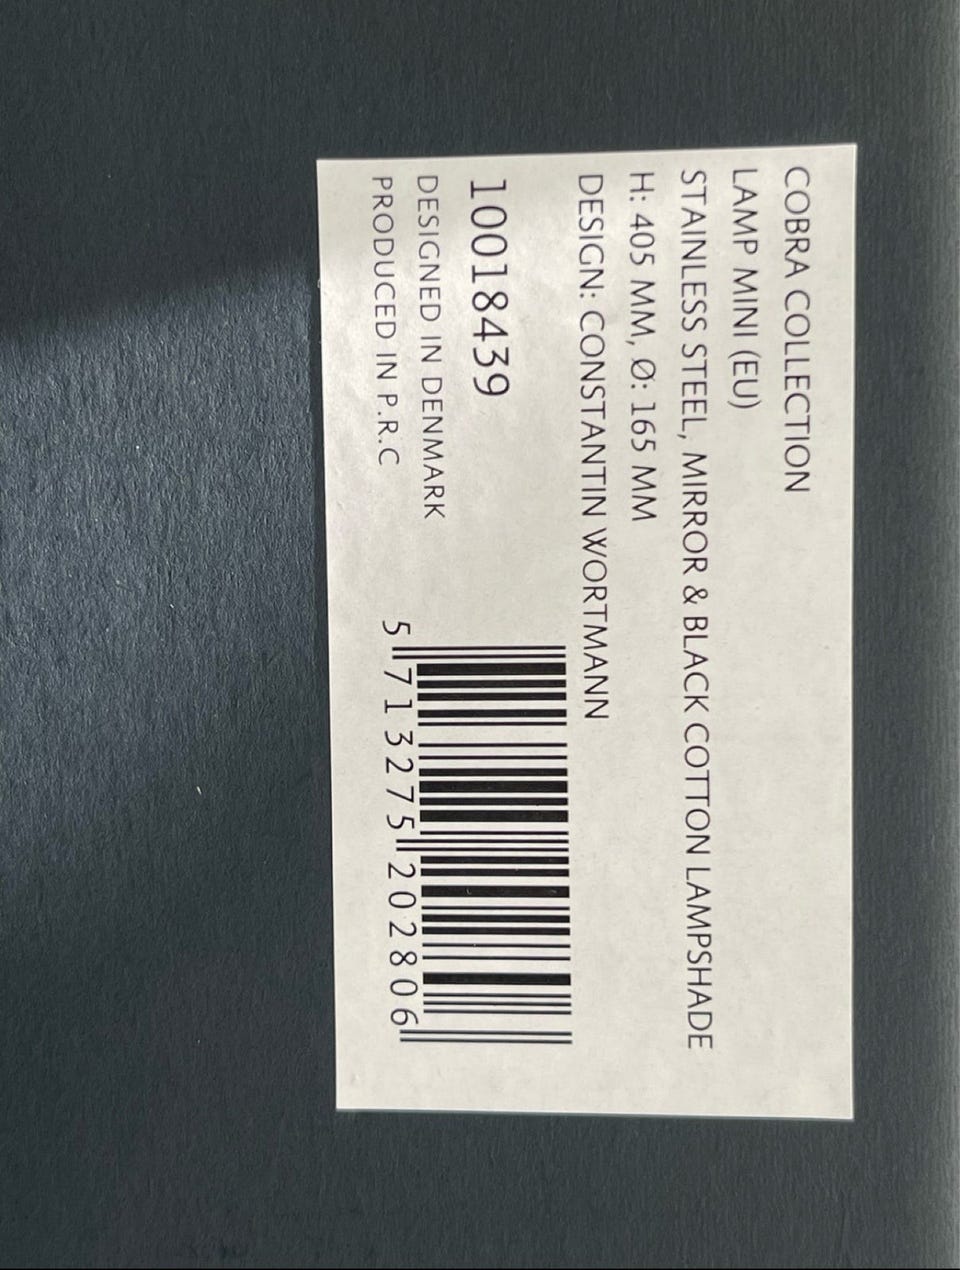 COBRA COLLECTION
LAMP MINI (EU)
STAINLESS STEEL, MIRROR & BLACK COTTON LAMPSHADE
H: 405 MM, Ø: 165 MM
DESIGN: CONSTANTIN WORTMANN
10018439
DESIGNED IN DENMARK
PRODUCED IN P.R.C
5 713275 202806